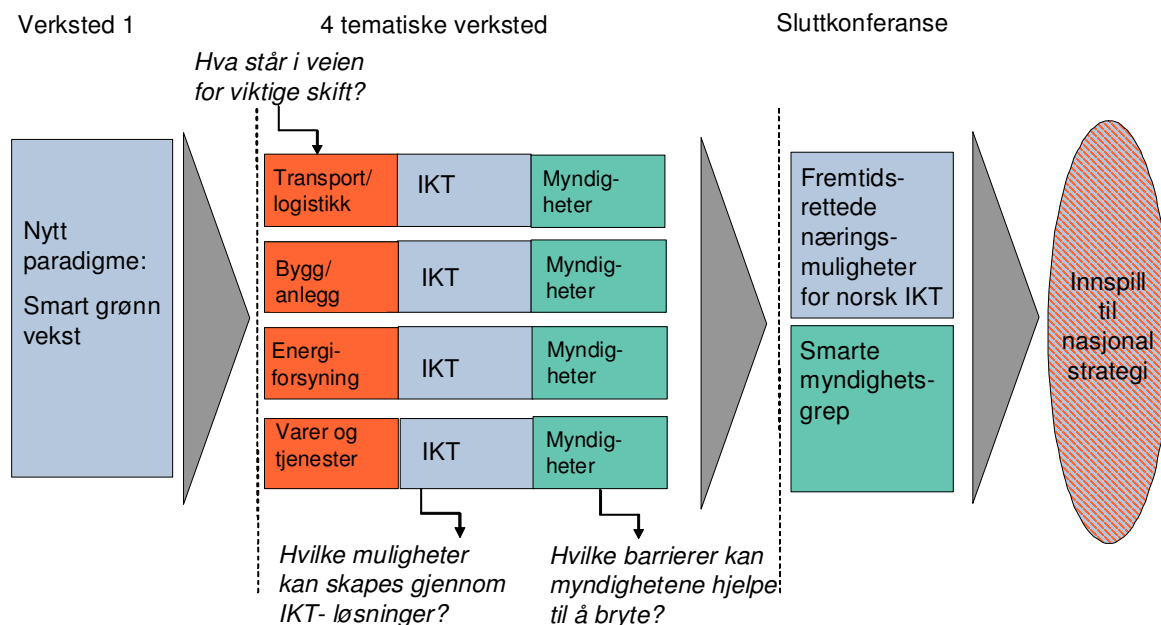 Verksted 1
4 tematiske verksted
Sluttkonferanse
Hva står i veien
for viktige skift?
Nytt
paradigme:
Smart grønn
vekst
Transport/
logistikk
IKT
Myndig-
heter
Bygg/
anlegg
IKT
Myndig-
heter
Energi-
forsyning
IKT
Myndig-
heter
Varer og
tjenester
IKT
Myndig-
heter
Hvilke muligheter
kan skapes gjennom
IKT- løsninger?
Hvilke barrierer kan
myndighetene hjelpe
til å bryte?
Fremtids-
rettede
nærings-
muligheter
for norsk IKT
Smarte
myndighets-
grep
Innspill
til
nasjonal
strategi